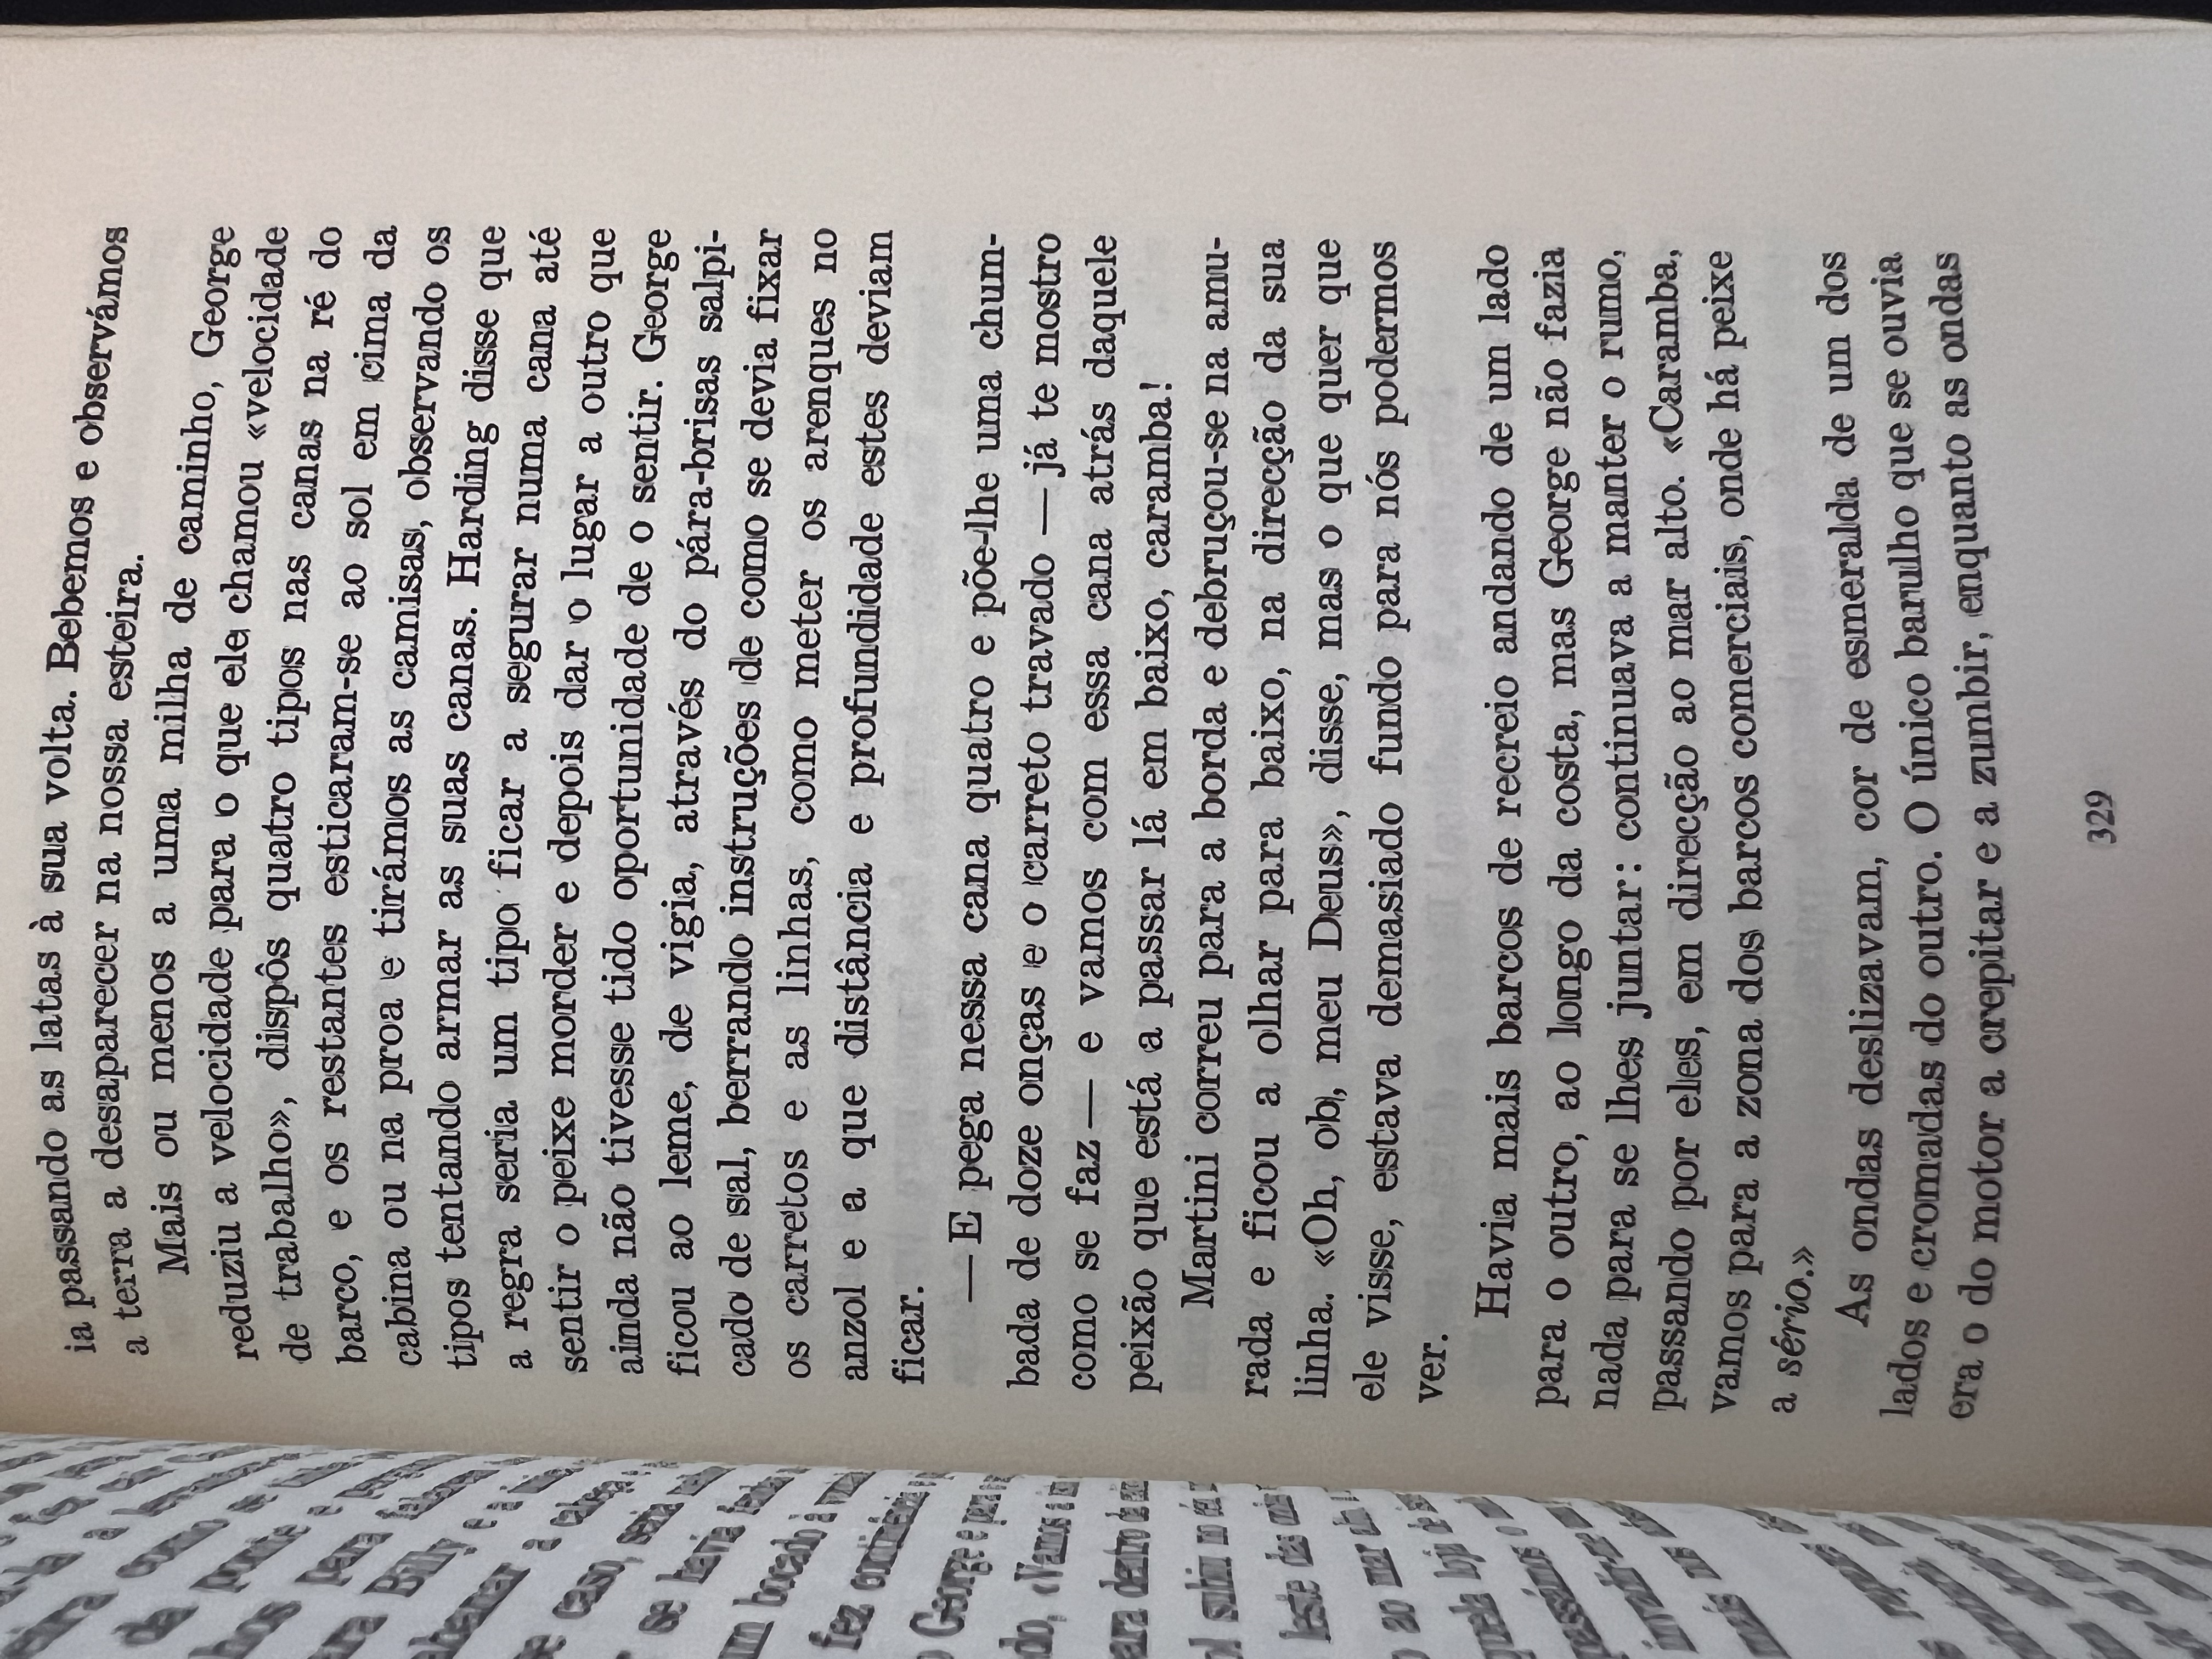 ia passando as latas à sua volta. Bebemos e observámos
a terra a desaparecer na nossa esteira.
Mais ou menos a uma milha de caminho, George
reduziu a velocidade para o que ele chamou «velocidade
de trabalho», dispôs quatro tipos nas canas na ré do
barco, e os restantes esticaram-se ao sol em cima da
cabina ou na proa e tirámos as camisas, observando os
tipos tentando armar as suas canas. Harding disse que
a regra seria um tipo ficar a segurar numa cana até
sentir o peixe morder e depois dar o lugar a outro que
ainda não tivesse tido oportunidade de o sentir. George
ficou ao leme, de vigia, através do pára-brisas salpi-
cado de sal, berrando instruções de como se devia fixar
os carretos e as linhas, como meter os arenques no
anzol e a que distância e profundidade estes deviam
ficar.
— E pega nessa cana quatro e põe-lhe uma chum-
bada de doze onças e o carreto travado — já te mostro
como se faz — e vamos com essa cana atrás daquele
peixão que está a passar lá em baixo, caramba!
Martini correu para a borda e debruçou-se na amu-
rada e ficou a olhar para baixo, na direcção da sua
linha. «Oh, ob, meu Deus», disse, mas o que quer que
ele visse, estava demasiado fundo para nós podermos
ver.
Havia mais barcos de recreio andando de um lado
para o outro, ao longo da costa, mas George não fazia
nada para se lhes juntar: continuava a manter o rumo,
passando por eles, em direcção ao mar alto. «Caramba,
vamos para a zona dos barcos comerciais, onde há peixe
a sério.»
As ondas deslizavam, cor de esmeralda de um dos
lados e cromadas do outro. O único barulho que se ouvia
era o do motor a crepitar e a zumbir, enquanto as ondas
329